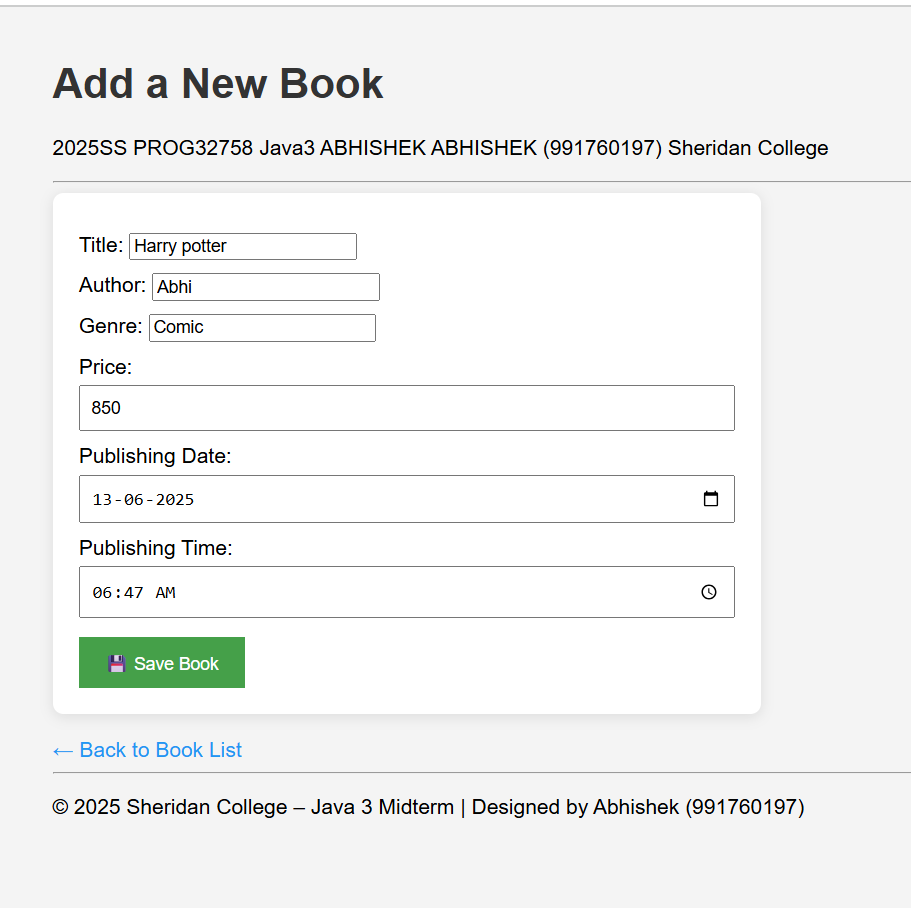 Add a New Book
2025SS PROG32758 Java3 ABHISHEK ABHISHEK (991760197) Sheridan College
Title: Harry potter
Author: Abhi
Genre: Comic
Price:
850
Publishing Date:
13-06-2025
Publishing Time:
06:47 AM
💾 Save Book
← Back to Book List
© 2025 Sheridan College – Java 3 Midterm | Designed by Abhishek (991760197)